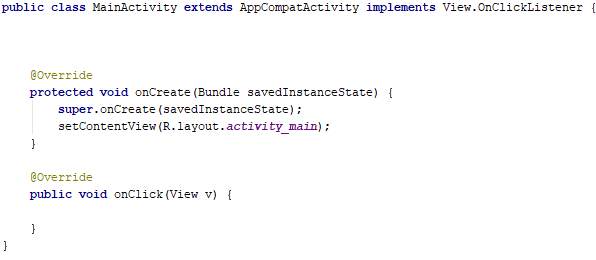 public class MainActivity extends AppCompatActivity implements View.OnClickListener {
@Override
protected void onCreate(Bundle savedInstanceState) {
super.onCreate(savedInstanceState);
setContentView(R.layout.activity_main);
}
@Override
public void onClick(View v) {
}
}